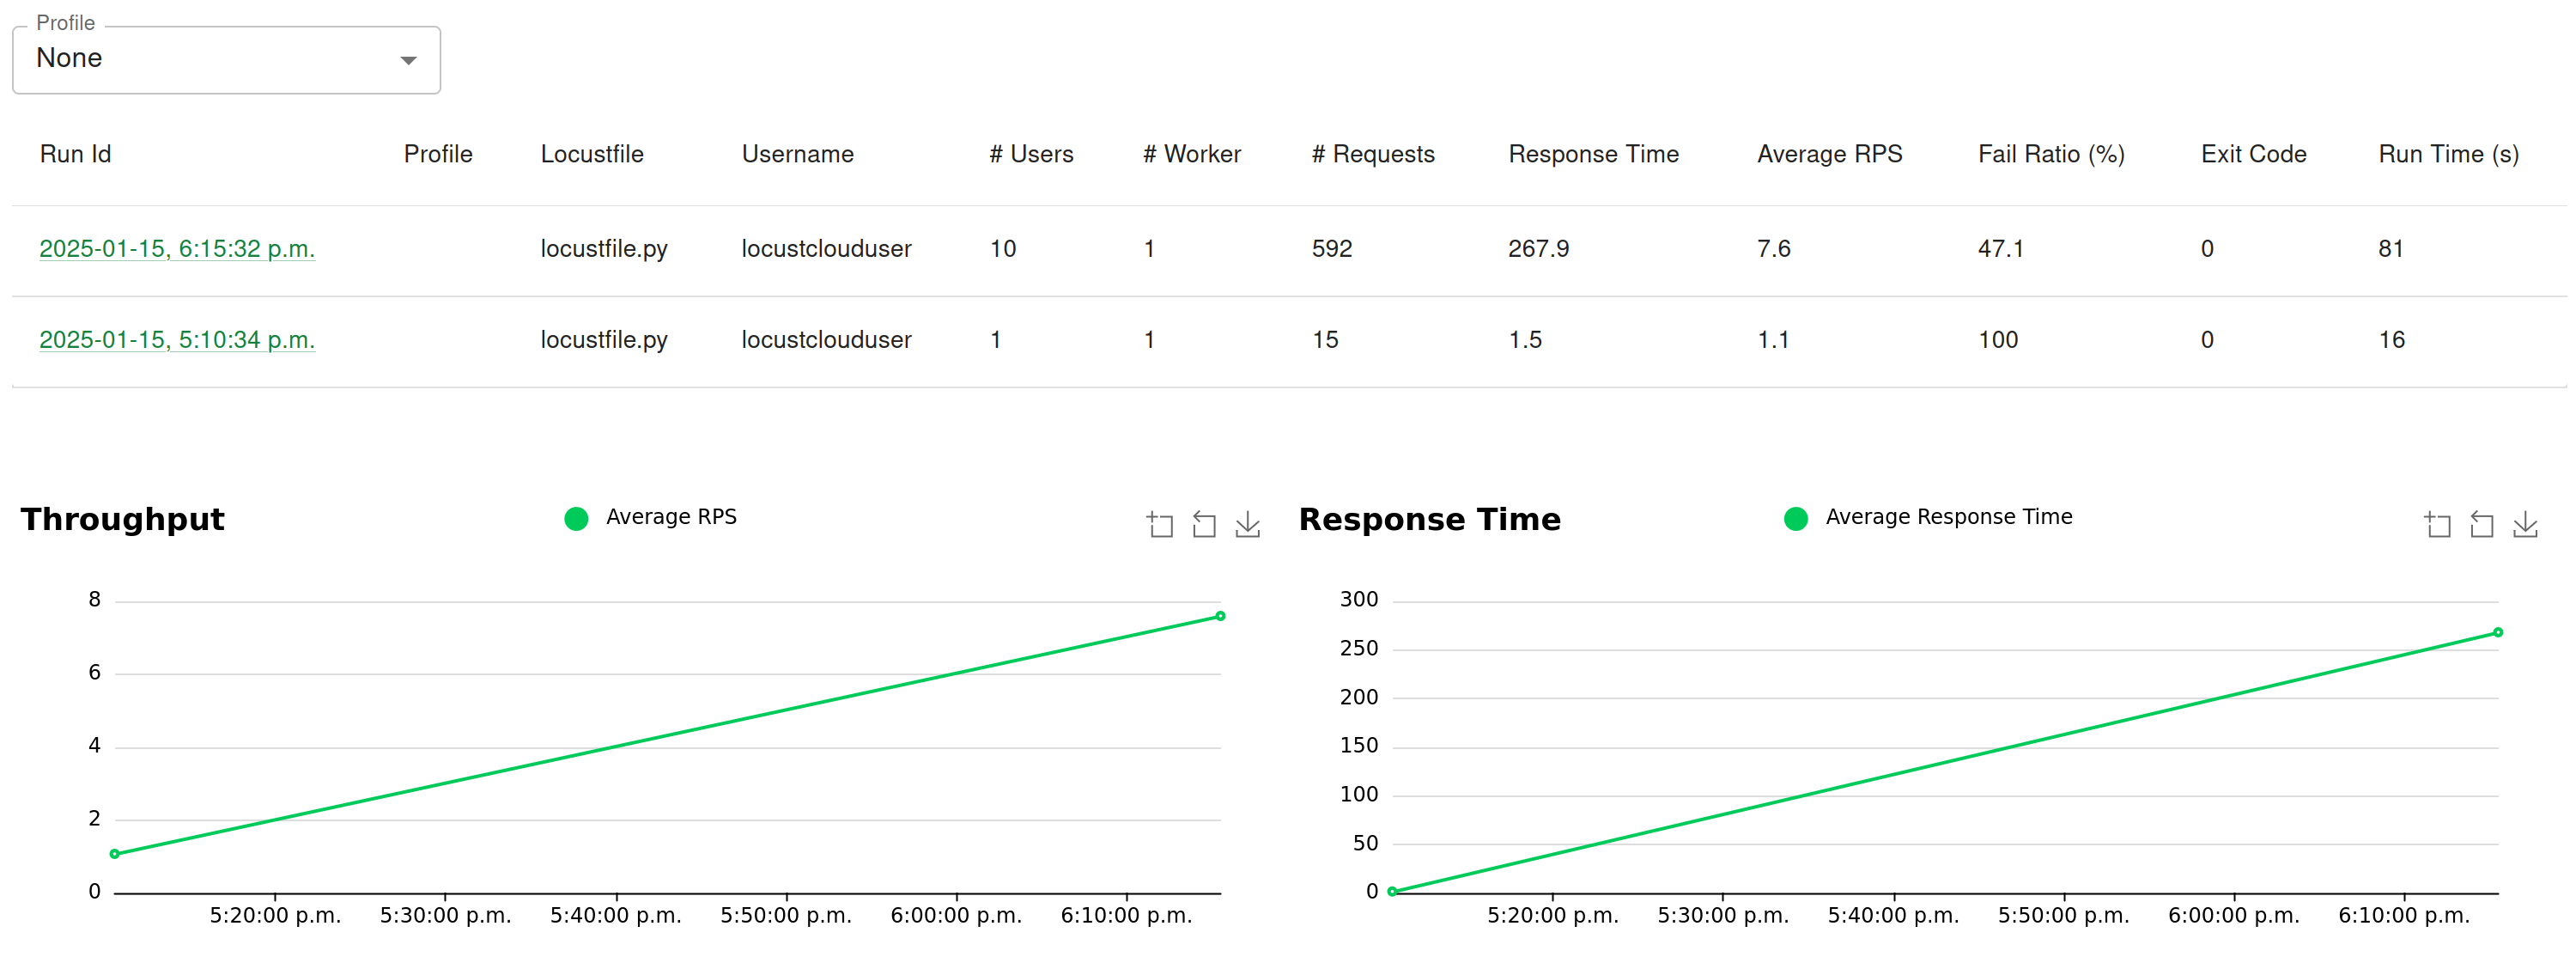 Profile
None
Run Id Profile Locustfile Username # Users # Worker # Requests Response Time Average RPS Fail Ratio (%) Exit Code Run Time (s)
2025-01-15, 6:15:32 p.m. locustfile.py locustclouduser 10 1 592 267.9 7.6 47.1 0 81
2025-01-15, 5:10:34 p.m. locustfile.py locustclouduser 1 1 15 1.5 1.1 100 0 16
Throughput
Average RPS
8
6
4
2
0
5:20:00 p.m. 5:30:00 p.m. 5:40:00 p.m. 5:50:00 p.m. 6:00:00 p.m. 6:10:00 p.m.
Response Time
Average Response Time
300
250
200
150
100
50
0
5:20:00 p.m. 5:30:00 p.m. 5:40:00 p.m. 5:50:00 p.m. 6:00:00 p.m. 6:10:00 p.m.